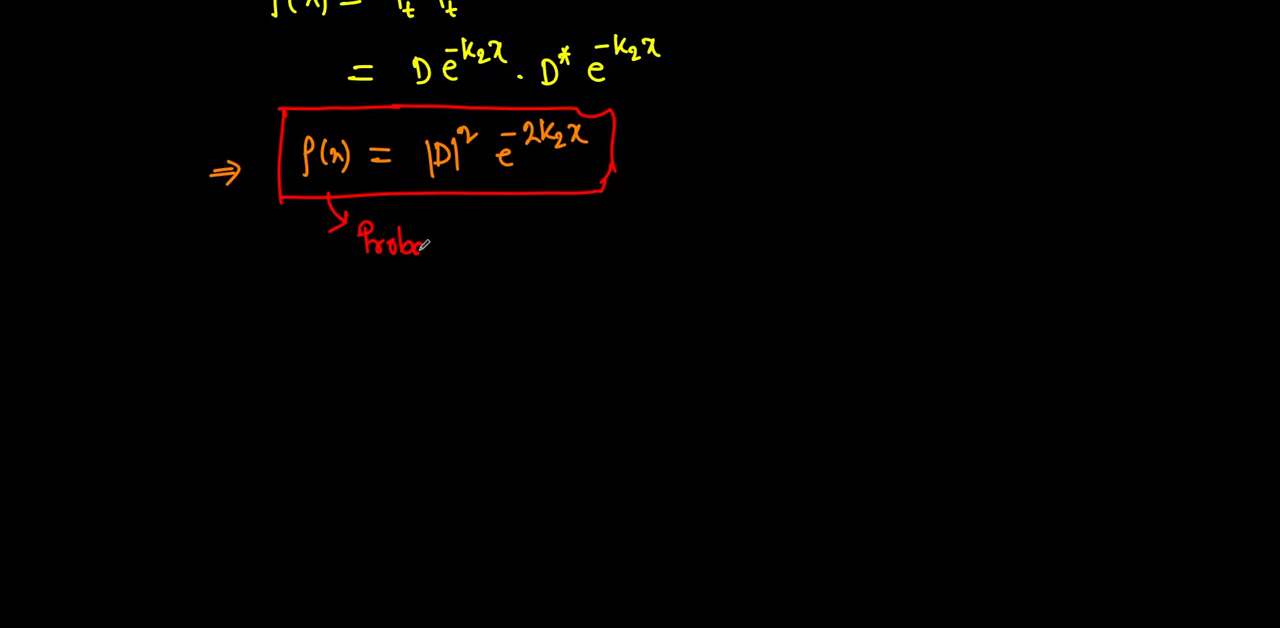 = D e^{-k₂x} · D* e^{-k₂x}
⇒ ρ(x) = |D|² e^{-2k₂x}
Proba